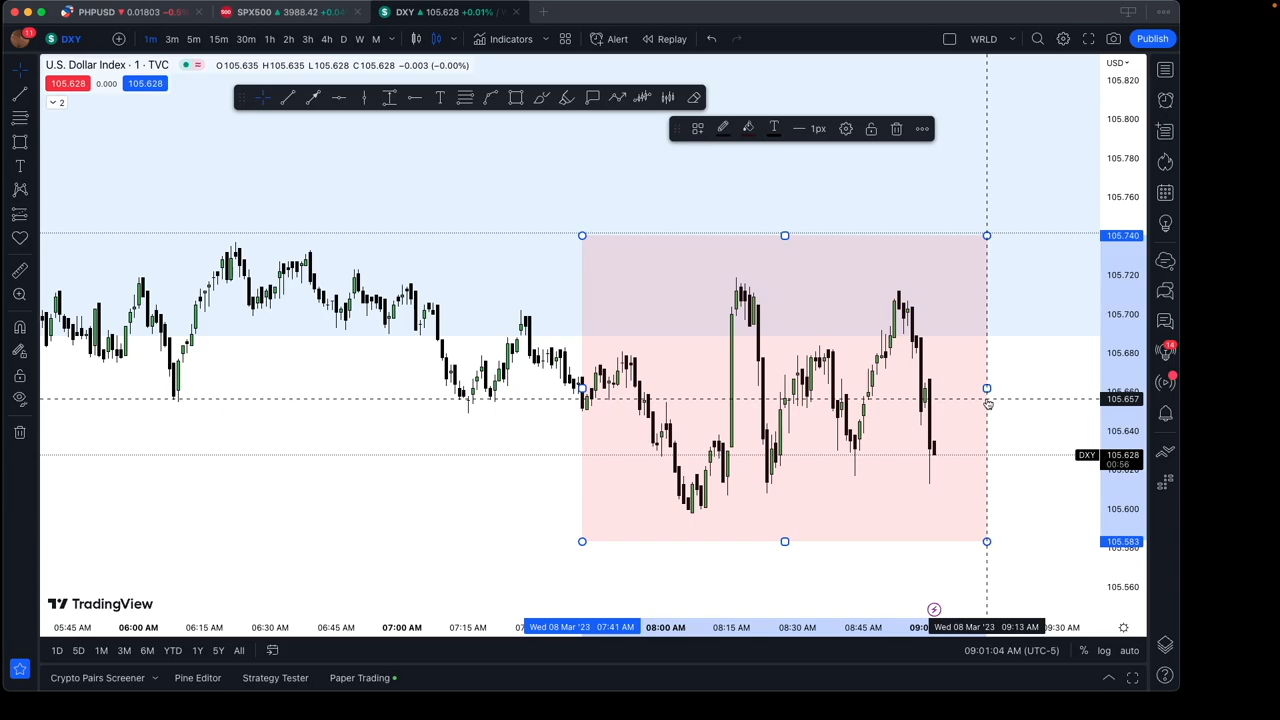 PHPUSD ▼ 0.01803 −0.5%
500 SPX500 ▲ 3988.42 +0.04
$ DXY ▲ 105.628 +0.01% /
11
$ DXY
1m 3m 5m 15m 30m 1h 2h 3h 4h D W M
Indicators
Alert
Replay
WRLD
Publish
U.S. Dollar Index · 1 · TVC
O105.635 H105.635 L105.628 C105.628 −0.003 (−0.00%)
USD
105.628 0.000 105.628
2
T
T 1px
105.820
105.800
105.780
105.760
105.740
105.720
105.700
105.680
105.657
105.640
DXY 105.628
00:56
105.600
105.583
105.560
14
TradingView
05:45 AM 06:00 AM 06:15 AM 06:30 AM 06:45 AM 07:00 AM 07:15 AM Wed 08 Mar '23 07:41 AM 08:00 AM 08:15 AM 08:30 AM 08:45 AM 09:0 Wed 08 Mar '23 09:13 AM 09:30 AM
1D 5D 1M 3M 6M YTD 1Y 5Y All
09:01:04 AM (UTC-5) % log auto
Crypto Pairs Screener Pine Editor Strategy Tester Paper Trading